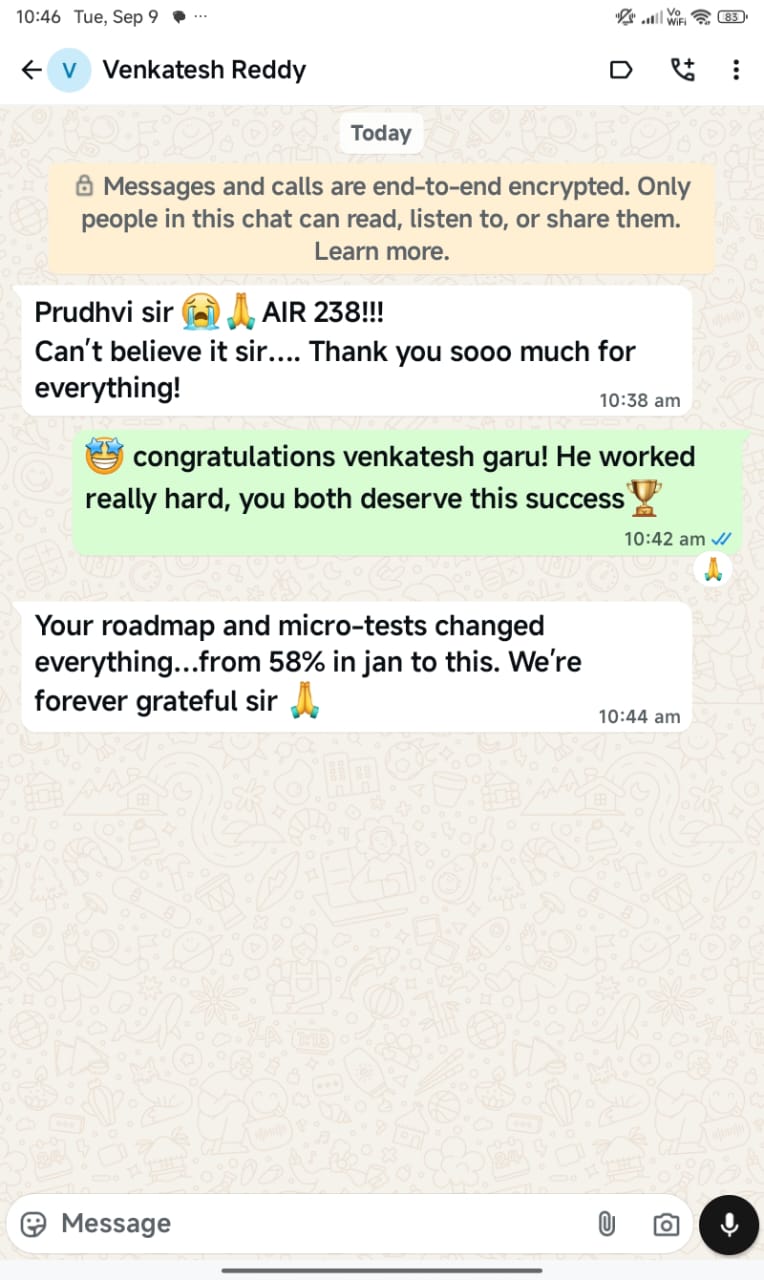 10:46 Tue, Sep 9 ...
Vo
WiFi
83
V Venkatesh Reddy
Today
Messages and calls are end-to-end encrypted. Only
people in this chat can read, listen to, or share them.
Learn more.
Prudhvi sir 😭🙏 AIR 238!!!
Can't believe it sir.... Thank you sooo much for
everything!
10:38 am
🤩 congratulations venkatesh garu! He worked
really hard, you both deserve this success🏆
10:42 am
🙏
Your roadmap and micro-tests changed
everything...from 58% in jan to this. We're
forever grateful sir 🙏
10:44 am
Message